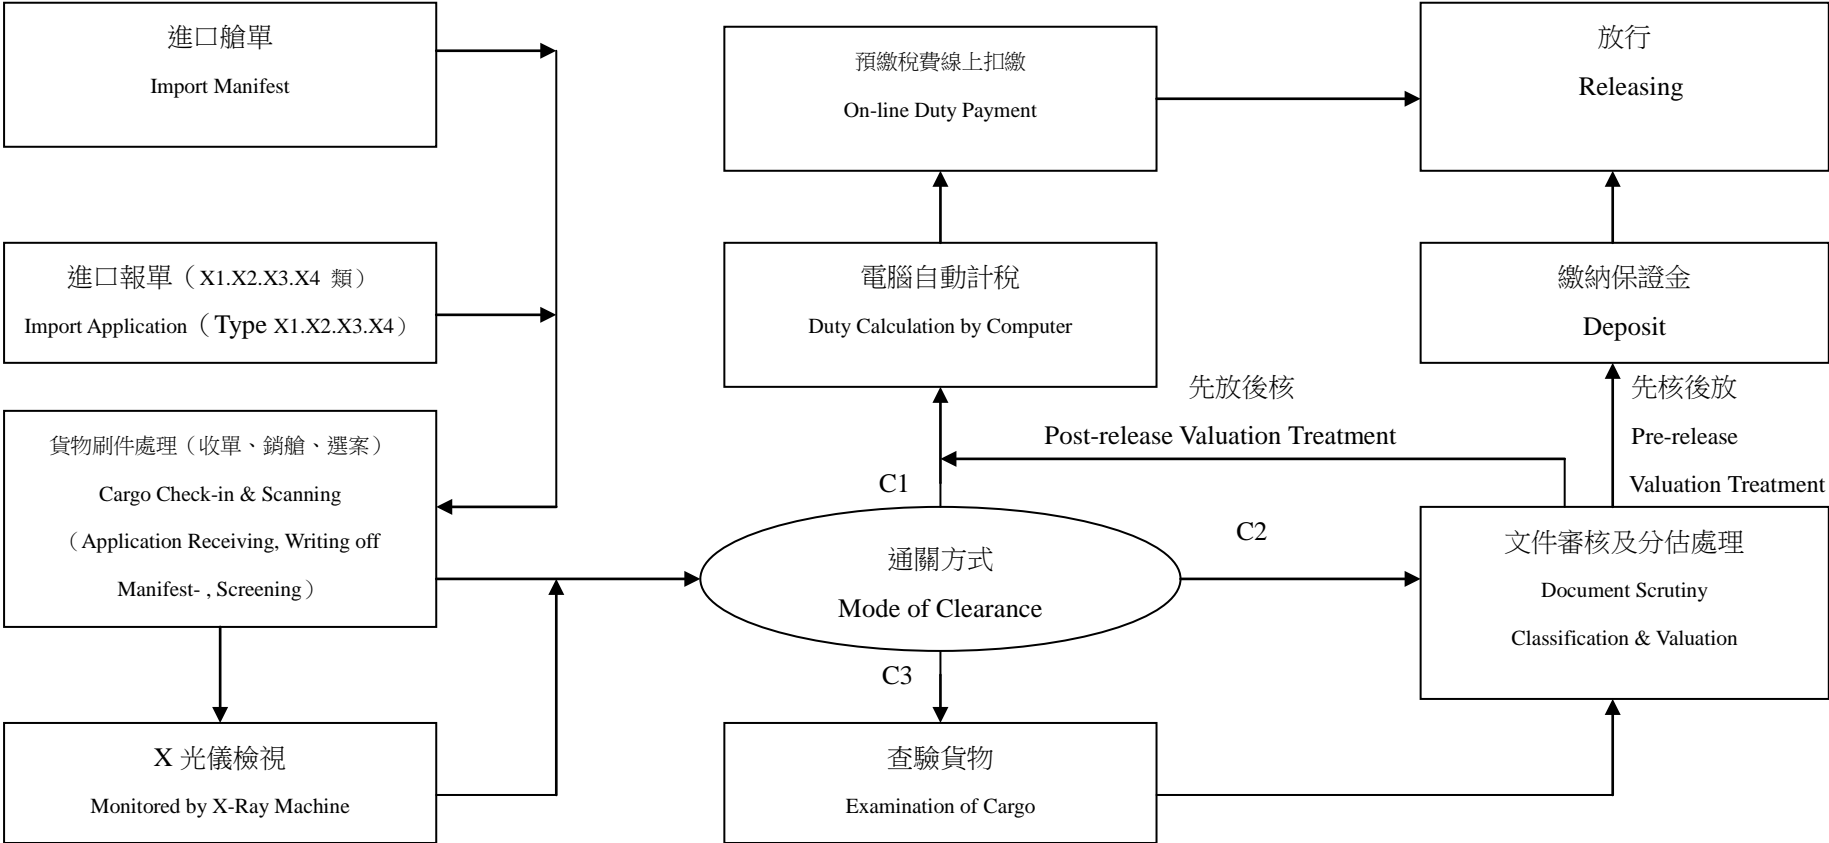 進口艙單
Import Manifest
進口報單（X1.X2.X3.X4 類）
Import Application（Type X1.X2.X3.X4）
貨物刷件處理（收單、銷艙、選案）
Cargo Check-in & Scanning
（Application Receiving, Writing off
Manifest- , Screening）
X 光儀檢視
Monitored by X-Ray Machine
預繳稅費線上扣繳
On-line Duty Payment
電腦自動計稅
Duty Calculation by Computer
先放後核
Post-release Valuation Treatment
C1
通關方式
Mode of Clearance
C2
C3
查驗貨物
Examination of Cargo
放行
Releasing
繳納保證金
Deposit
先核後放
Pre-release
Valuation Treatment
文件審核及分估處理
Document Scrutiny
Classification & Valuation